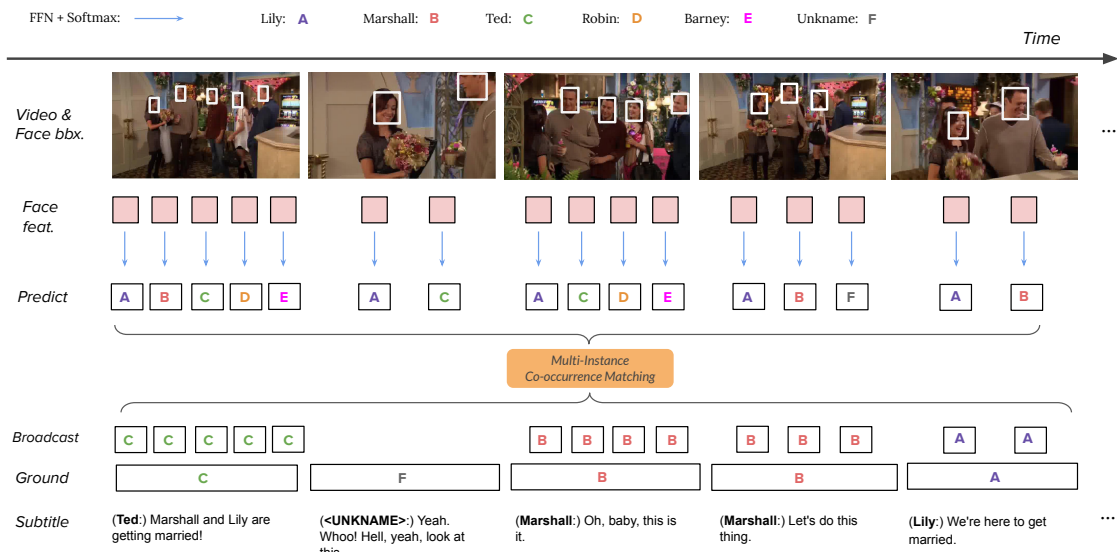 FFN + Softmax: Lily: A Marshall: B Ted: C Robin: D Barney: E Unkname: F
Time
Video &
Face bbx.
...
Face
feat.
Predict A B C D E A C A C D E A B F A B
Multi-Instance
Co-occurrence Matching
Broadcast C C C C C B B B B B B B A A
Ground C F B B A
Subtitle (Ted:) Marshall and Lily are
getting married!
(<UNKNAME>:) Yeah.
Whoo! Hell, yeah, look at
this
(Marshall:) Oh, baby, this is
it.
(Marshall:) Let's do this
thing.
(Lily:) We're here to get
married.
...